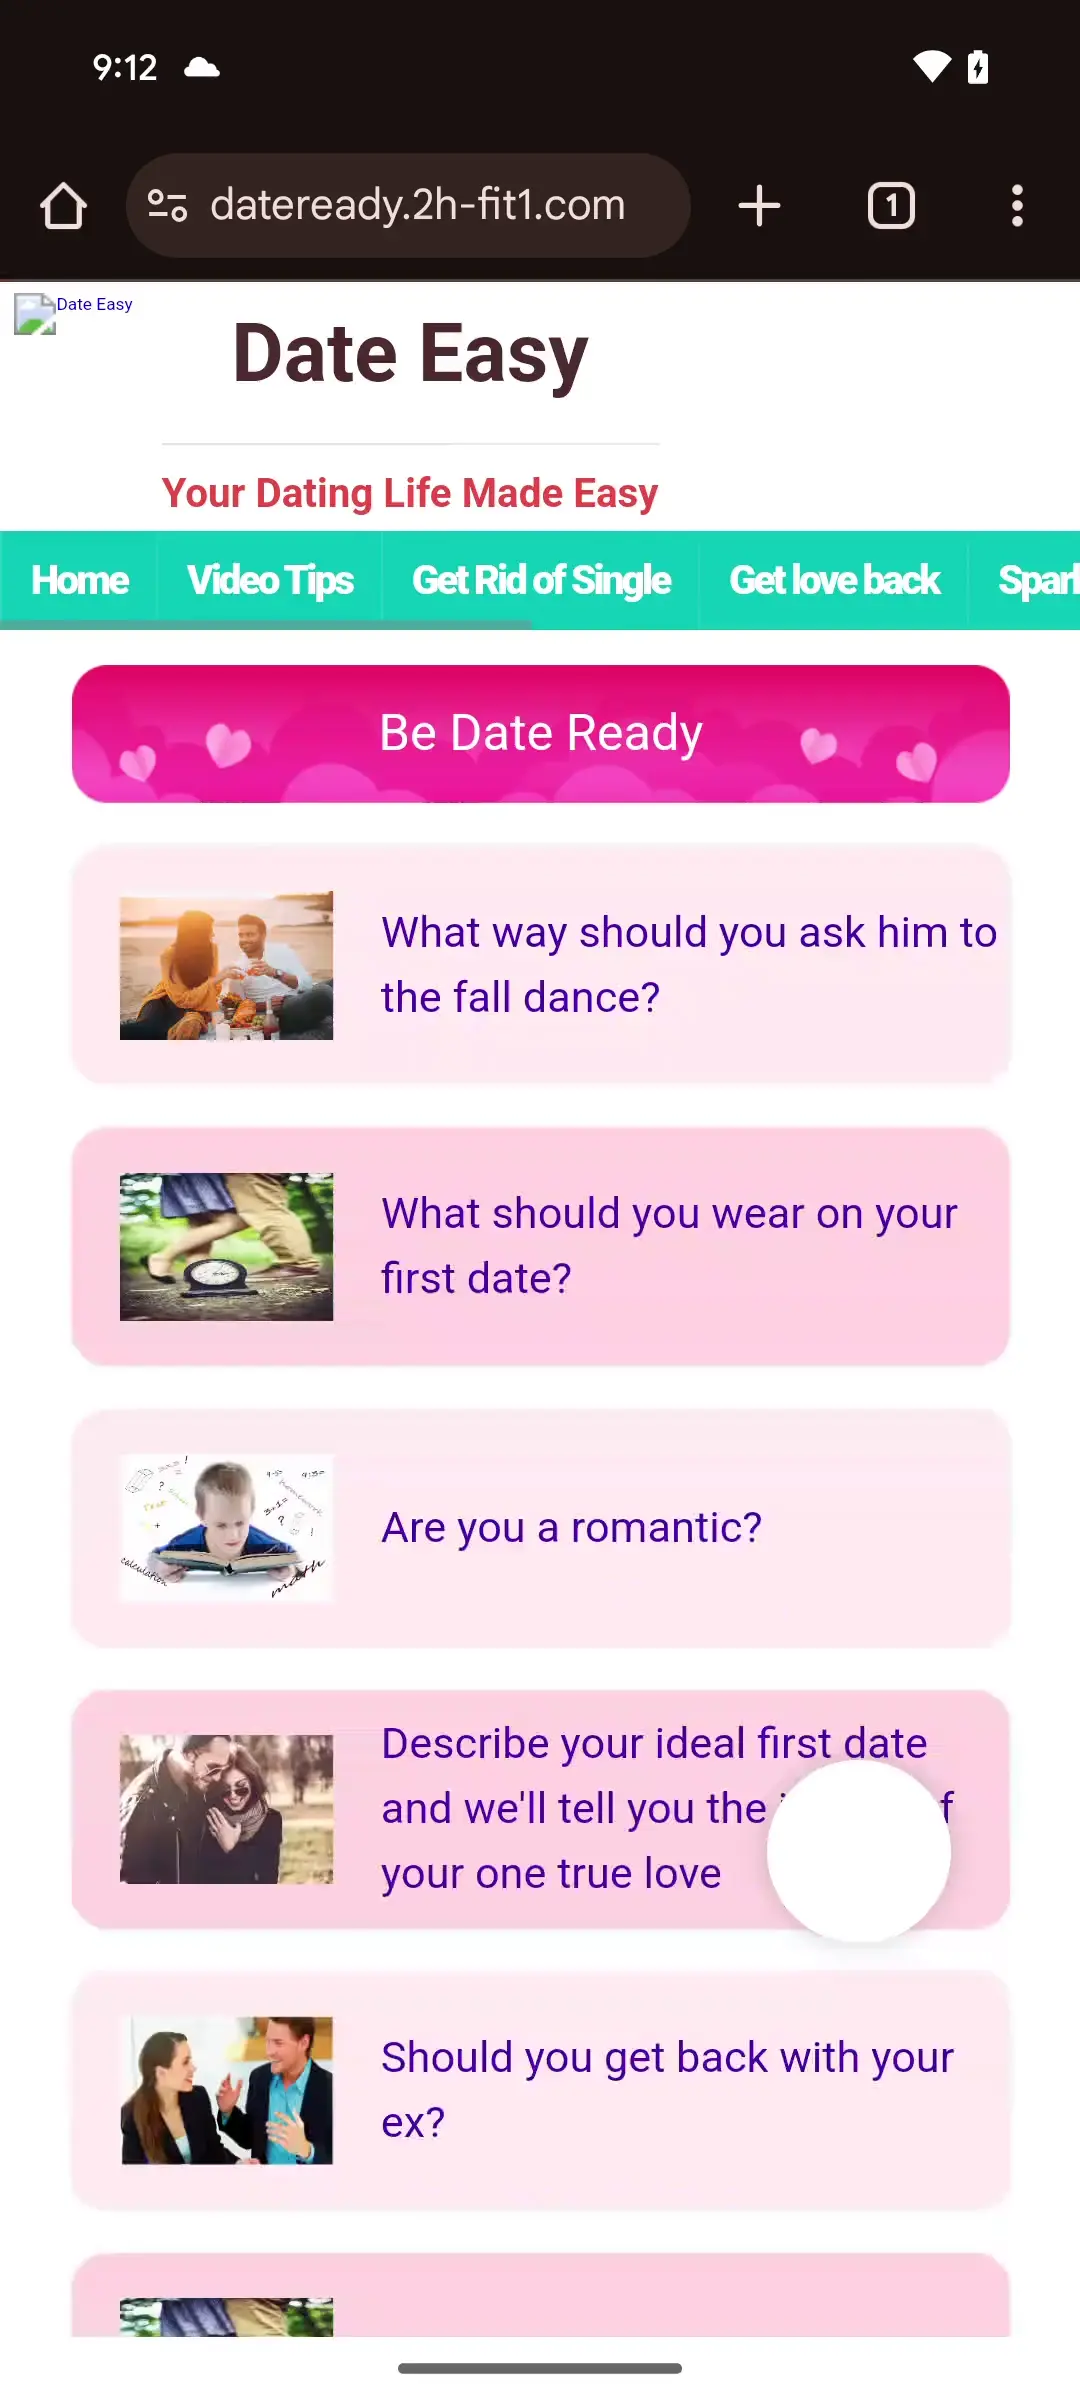 9:12
dateready.2h-fit1.com
1
Date Easy
Date Easy
Your Dating Life Made Easy
Home Video Tips Get Rid of Single Get love back
Be Date Ready
What way should you ask him to
the fall dance?
What should you wear on your
first date?
Are you a romantic?
Describe your ideal first date
and we'll tell you the
your one true love
Should you get back with your
ex?